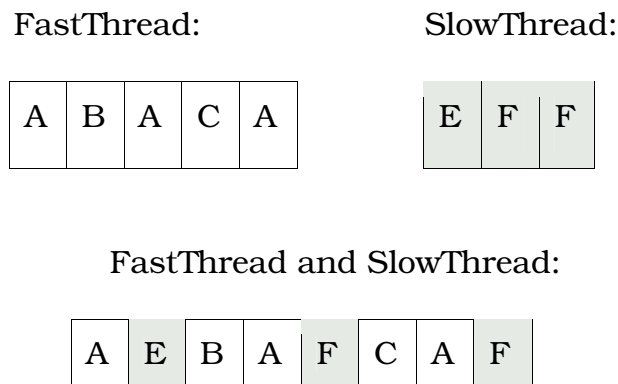 FastThread: SlowThread:
A B A C A E F F
FastThread and SlowThread:
A E B A F C A F